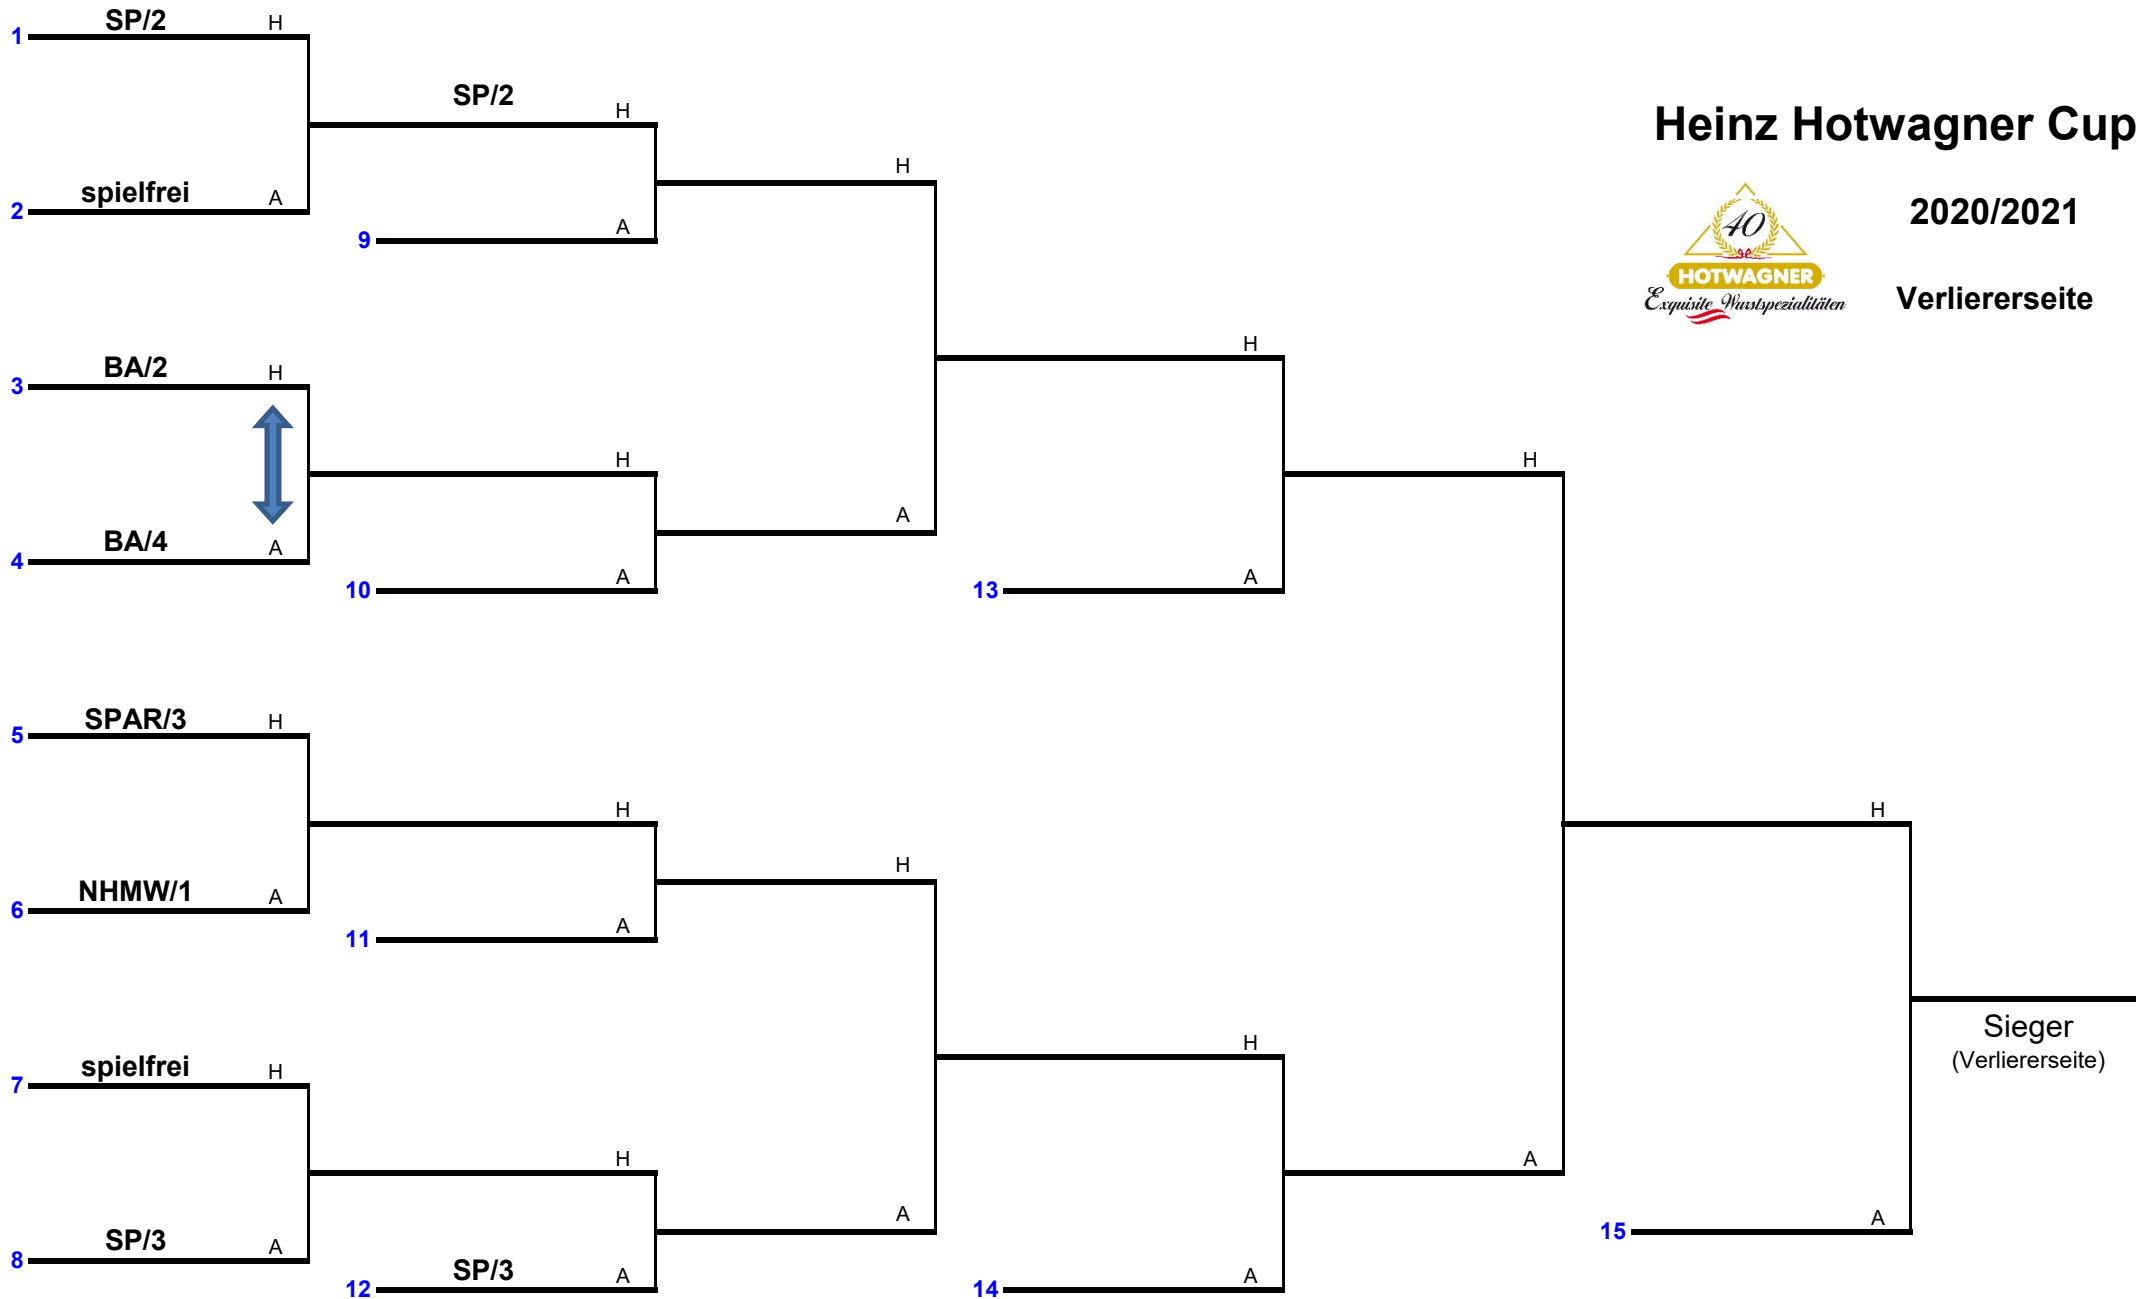 SP/2 H
1
SP/2 H
Heinz Hotwagner Cup
H
spielfrei A
2
9 A
40
HOTWAGNER
Exquisite Wurstspezialitäten
2020/2021
Verliererseite
H
BA/2 H
3
H
H
BA/4 A
4
A
10 A
13 A
SPAR/3 H
5
H
H
H
NHMW/1 A
6
11 A
Sieger
(Verliererseite)
spielfrei H
7
H
H
A
A
SP/3 A
8
15 A
SP/3 A
12
14 A